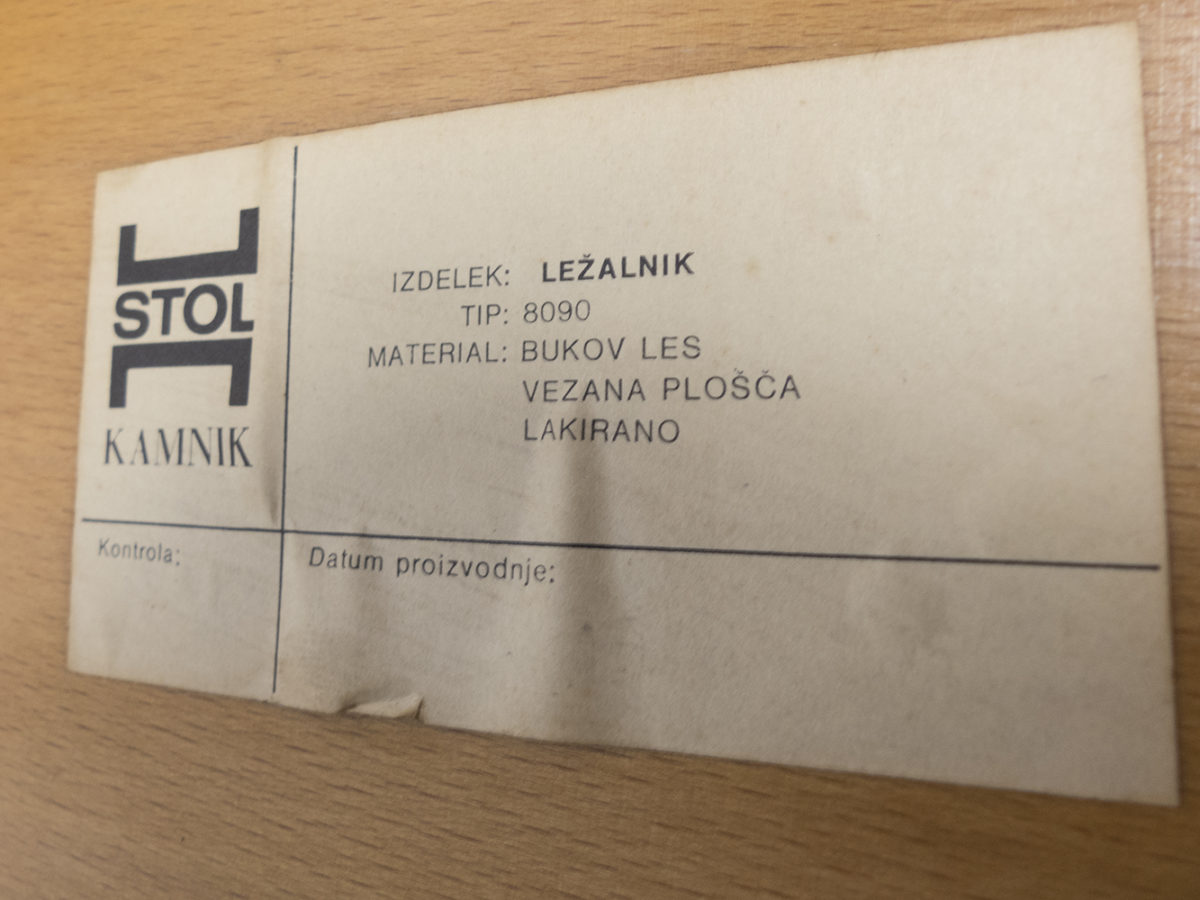 STOL
KAMNIK
IZDELEK: LEŽALNIK
TIP: 8090
MATERIAL: BUKOV LES
VEZANA PLOŠČA
LAKIRANO
Kontrola:
Datum proizvodnje: